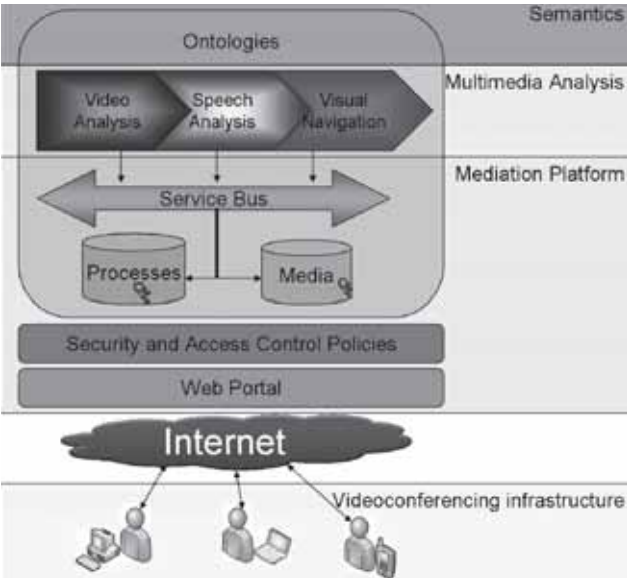 Semantics
Ontologies
Multimedia Analysis
Video
Analysis
Speech
Analysis
Visual
Navigation
Mediation Platform
Service Bus
Processes
Media
Security and Access Control Policies
Web Portal
Internet
Videoconferencing infrastructure